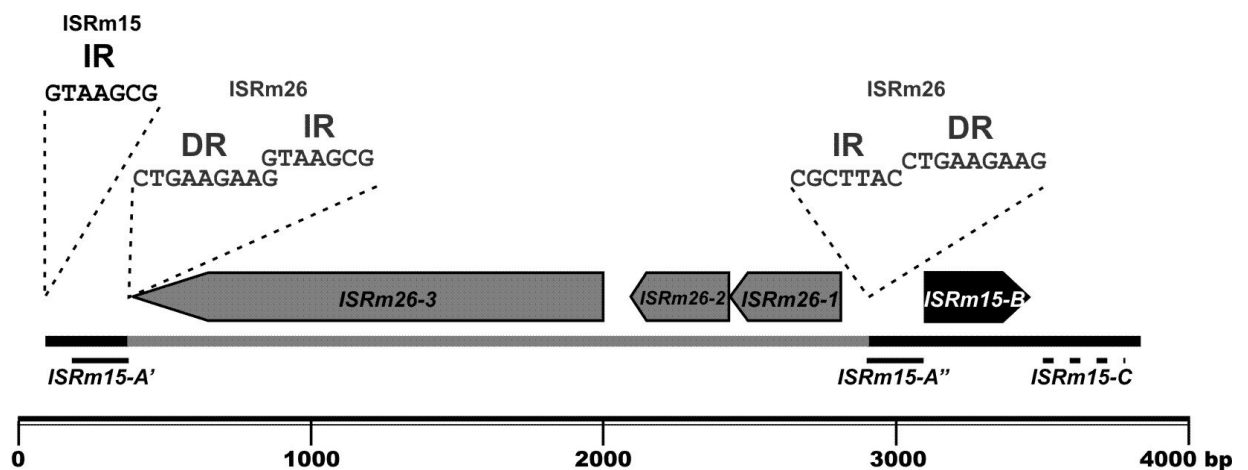 ISRm15
IR
GTAAGCG
ISRm26
DR
IR
CTGAAGAAG
GTAAGCG
ISRm26
IR
DR
CGCTTAC
CTGAAGAAG
ISRm26-3
ISRm26-2
ISRm26-1
ISRm15-B
ISRm15-A’
ISRm15-A’’
ISRm15-C
0 1000 2000 3000 4000 bp